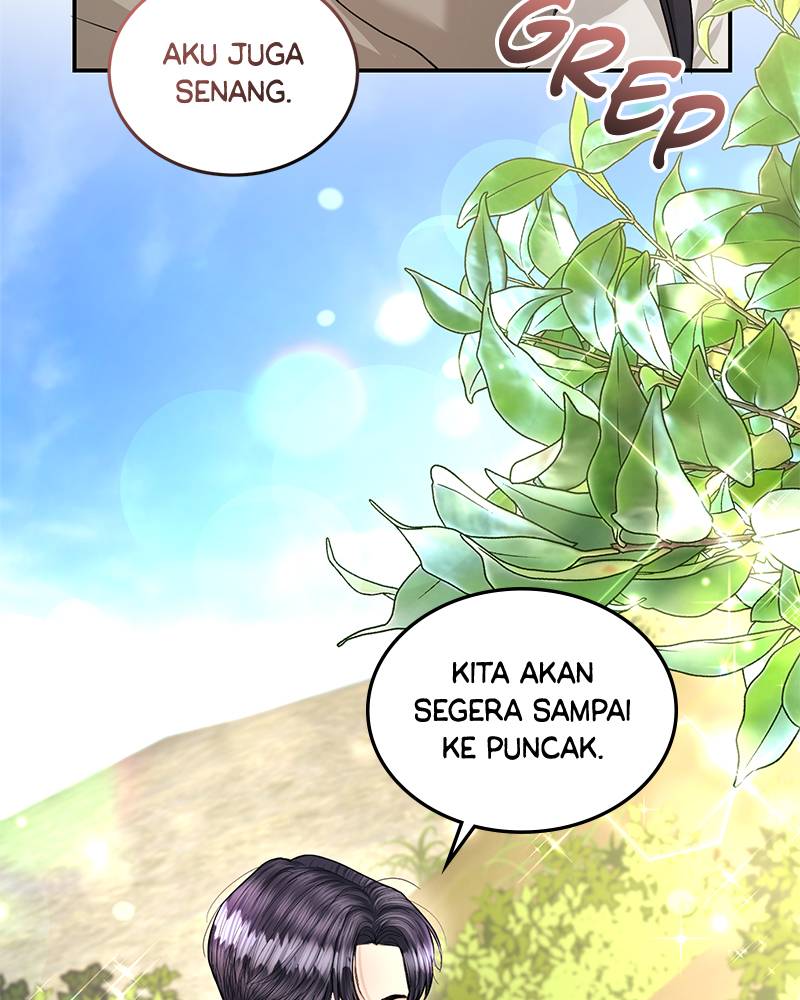 AKU JUGA
SENANG.
GREP
KITA AKAN
SEGERA SAMPAI
KE PUNCAK.